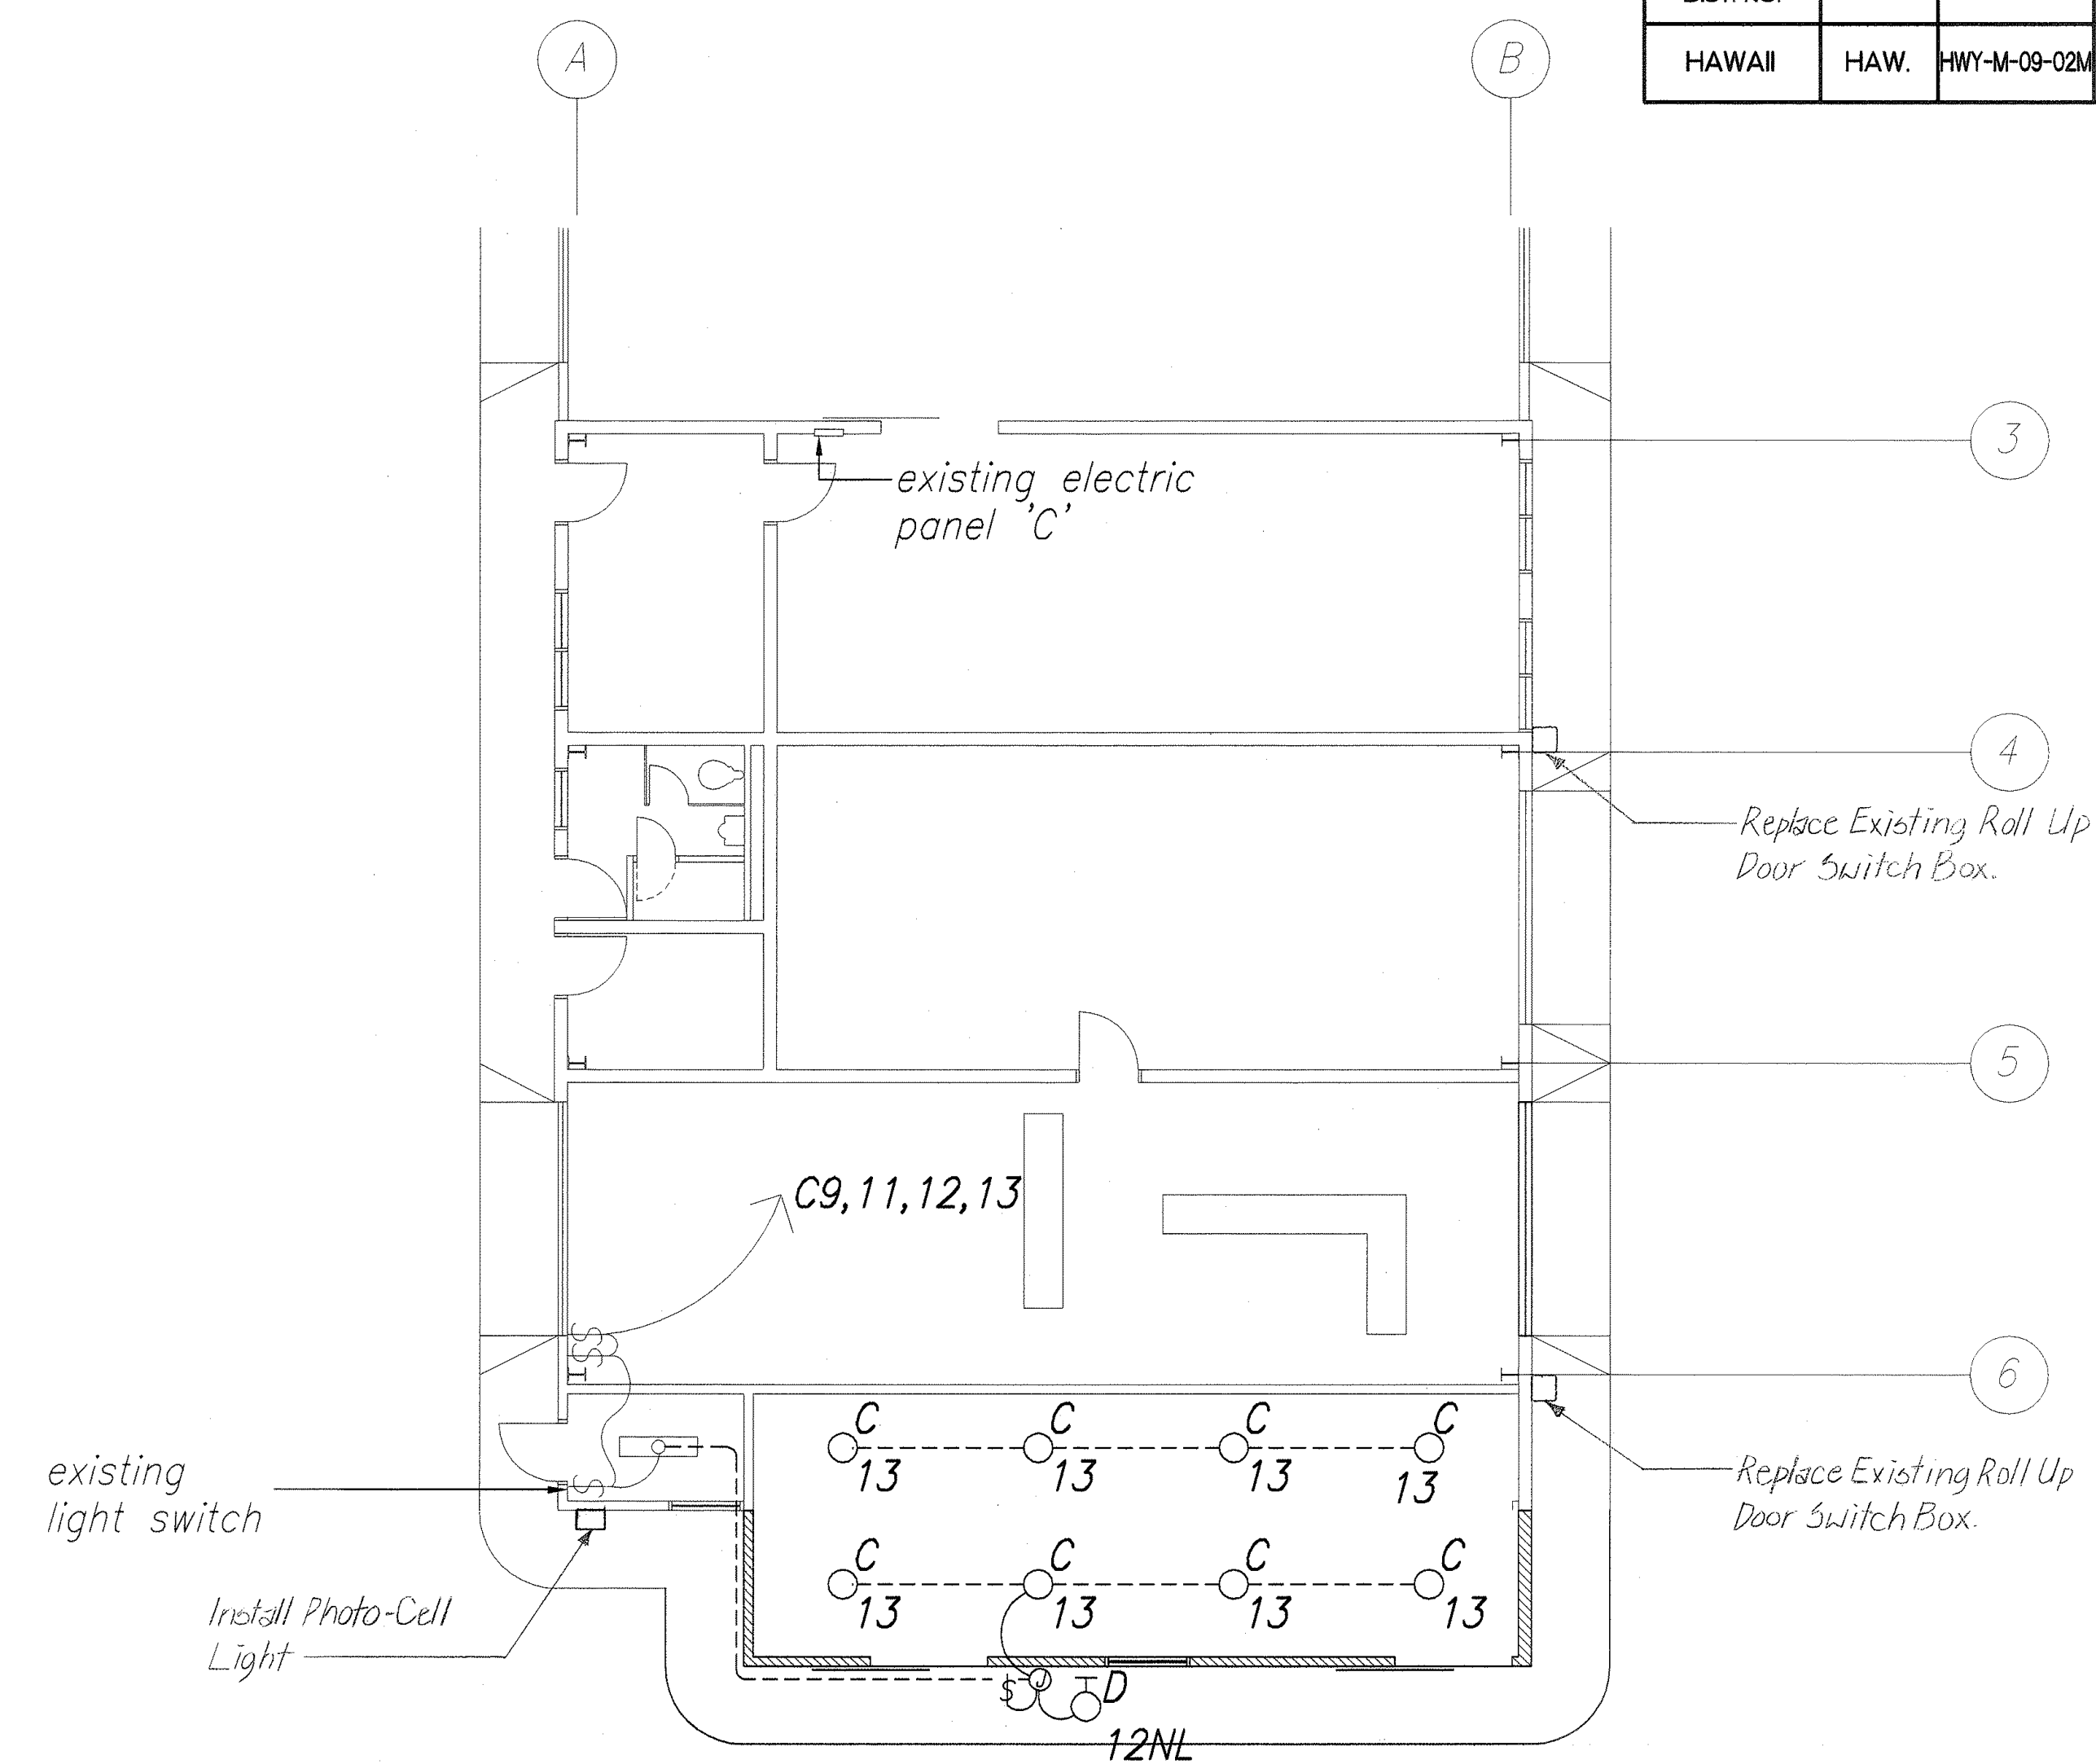 A
B
HAWAII HAW. HWY-M-09-02M
3
existing electric
panel 'C'
4
Replace Existing Roll Up
Door Switch Box.
5
C9,11,12,13
S
S
6
C C C C
13 13 13 13
existing
light switch
S
Replace Existing Roll Up
Door Switch Box.
C C C C
13 13 13 13
Install Photo-Cell
Light
S J D
12NL